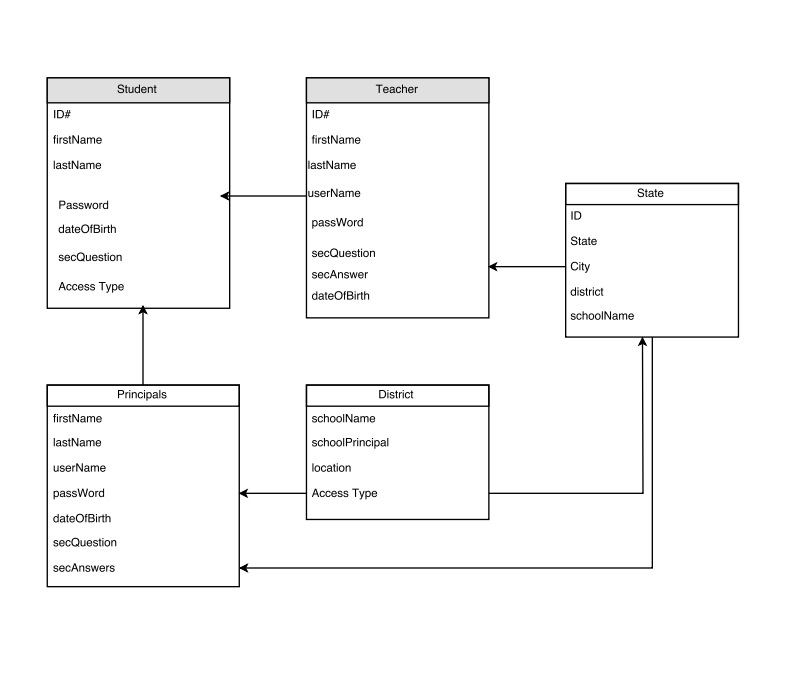 Student
ID#
firstName
lastName
Password
dateOfBirth
secQuestion
Access Type
Teacher
ID#
firstName
lastName
userName
passWord
secQuestion
secAnswer
dateOfBirth
State
ID
State
City
district
schoolName
Principals
firstName
lastName
userName
passWord
dateOfBirth
secQuestion
secAnswers
District
schoolName
schoolPrincipal
location
Access Type